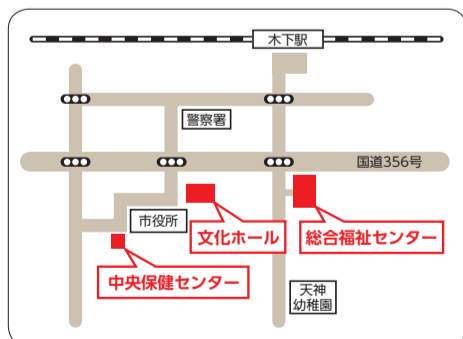 木下駅
警察署
国道356号
市役所
文化ホール
総合福祉センター
中央保健センター
天神
幼稚園